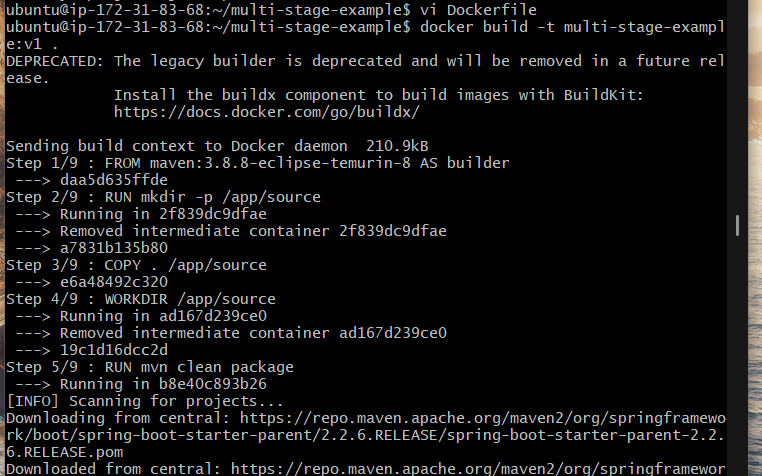 ubuntu@ip-172-31-83-68:~/multi-stage-example$ vi Dockerfile
ubuntu@ip-172-31-83-68:~/multi-stage-example$ docker build -t multi-stage-exampl
e:v1 .
DEPRECATED: The legacy builder is deprecated and will be removed in a future rel
ease.
            Install the buildx component to build images with BuildKit:
            https://docs.docker.com/go/buildx/

Sending build context to Docker daemon  210.9kB
Step 1/9 : FROM maven:3.8.8-eclipse-temurin-8 AS builder
 ---> daa5d635ffde
Step 2/9 : RUN mkdir -p /app/source
 ---> Running in 2f839dc9dfae
 ---> Removed intermediate container 2f839dc9dfae
 ---> a7831b135b80
Step 3/9 : COPY . /app/source
 ---> e6a48492c320
Step 4/9 : WORKDIR /app/source
 ---> Running in ad167d239ce0
 ---> Removed intermediate container ad167d239ce0
 ---> 19c1d16dcc2d
Step 5/9 : RUN mvn clean package
 ---> Running in b8e40c893b26
[INFO] Scanning for projects...
Downloading from central: https://repo.maven.apache.org/maven2/org/springframewo
rk/boot/spring-boot-starter-parent/2.2.6.RELEASE/spring-boot-starter-parent-2.2.
6.RELEASE.pom
Downloaded from central: https://repo.maven.apache.org/maven2/org/springframewor